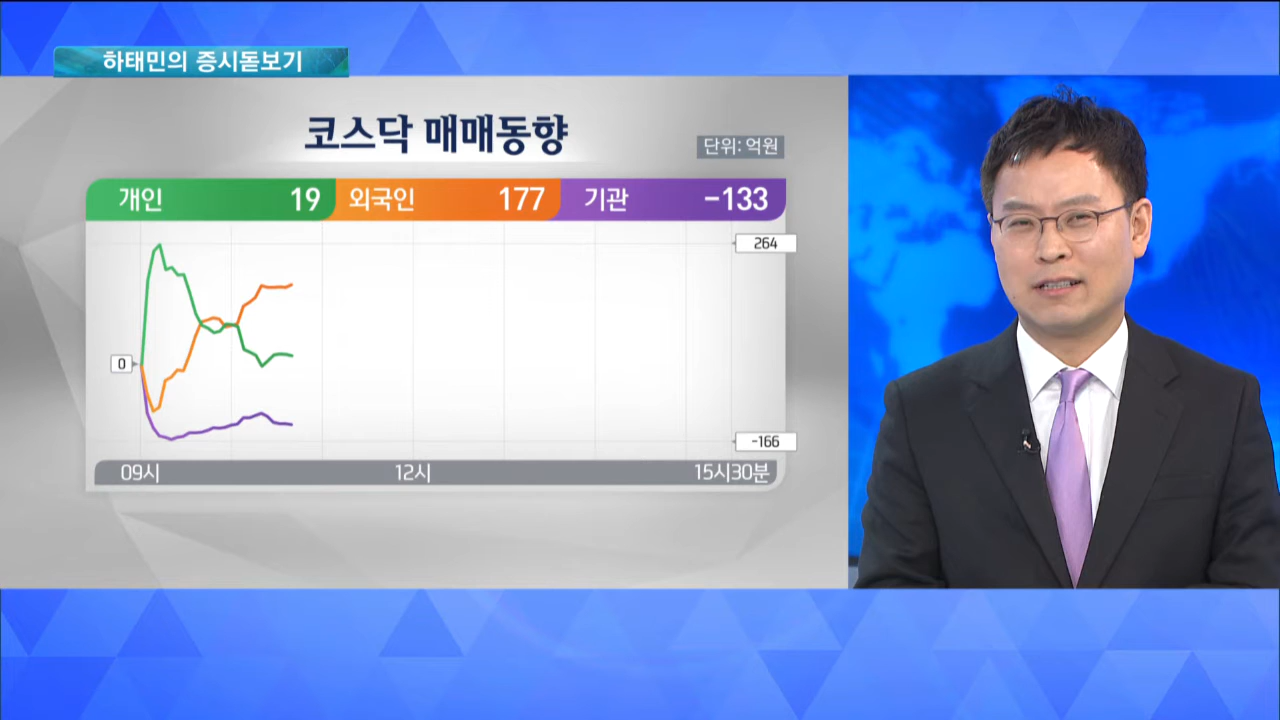 하태민의 증시돋보기
코스닥 매매동향
단위: 억원
개인 19 외국인 177 기관 -133
264
0
-166
09시 12시 15시30분